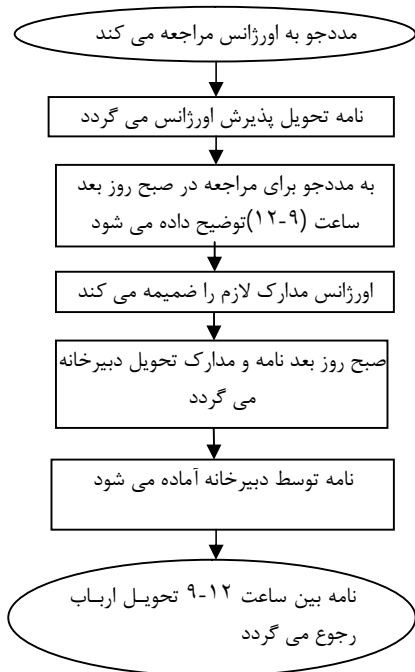 مددجو به اورژانس مراجعه می کند
نامه تحویل پذیرش اورژانس می گردد
به مددجو برای مراجعه در صبح روز بعد
ساعت (۹-۱۲)توضیح داده می شود
اورژانس مدارک لازم را ضمیمه می کند
صبح روز بعد نامه و مدارک تحویل دبیرخانه
می گردد
نامه توسط دبیرخانه آماده می شود
نامه بین ساعت ۱۲-۹ تحویـل اربـاب
رجوع می گردد